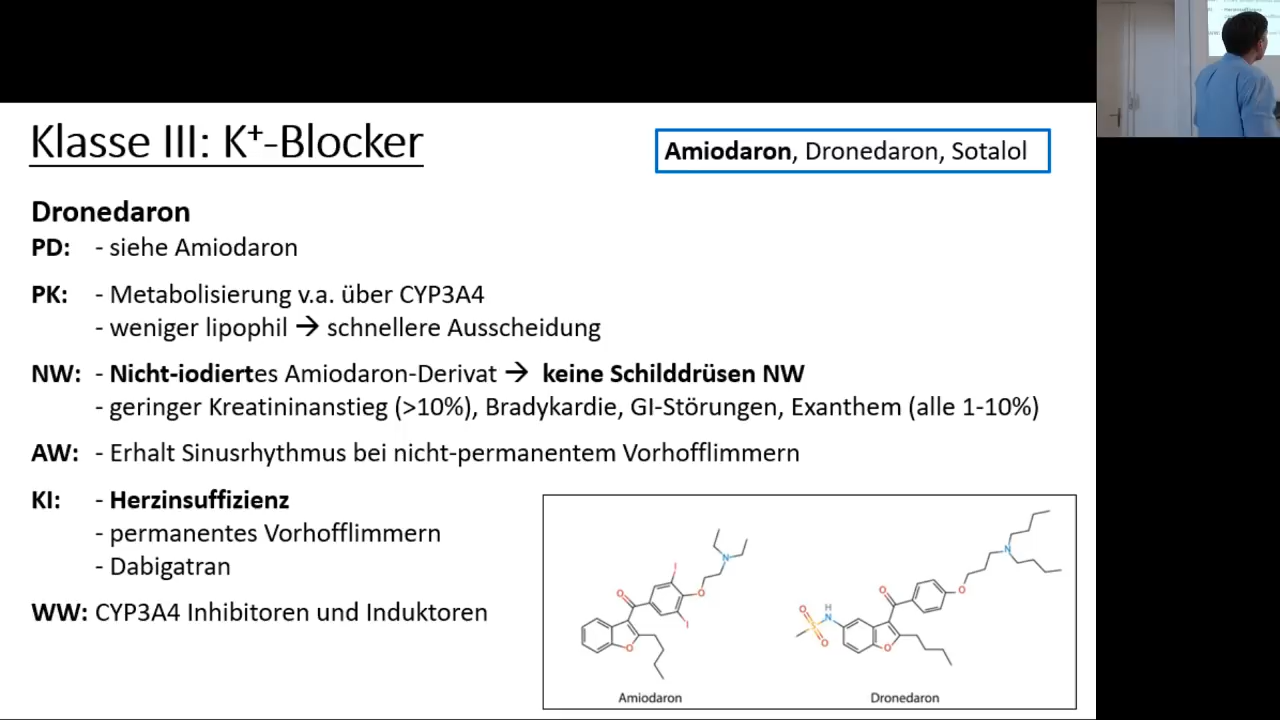 Klasse III: K⁺-Blocker
Amiodaron, Dronedaron, Sotalol
Dronedaron
PD: - siehe Amiodaron
PK: - Metabolisierung v.a. über CYP3A4
- weniger lipophil → schnellere Ausscheidung
NW: - Nicht-iodiertes Amiodaron-Derivat → keine Schilddrüsen NW
- geringer Kreatininanstieg (>10%), Bradykardie, GI-Störungen, Exanthem (alle 1-10%)
AW: - Erhalt Sinusrhythmus bei nicht-permanentem Vorhofflimmern
KI: - Herzinsuffizienz
- permanentes Vorhofflimmern
- Dabigatran
WW: CYP3A4 Inhibitoren und Induktoren
I
N
O
O
I
O
Amiodaron
N
O
O
H
N
O
S
O
O
Dronedaron